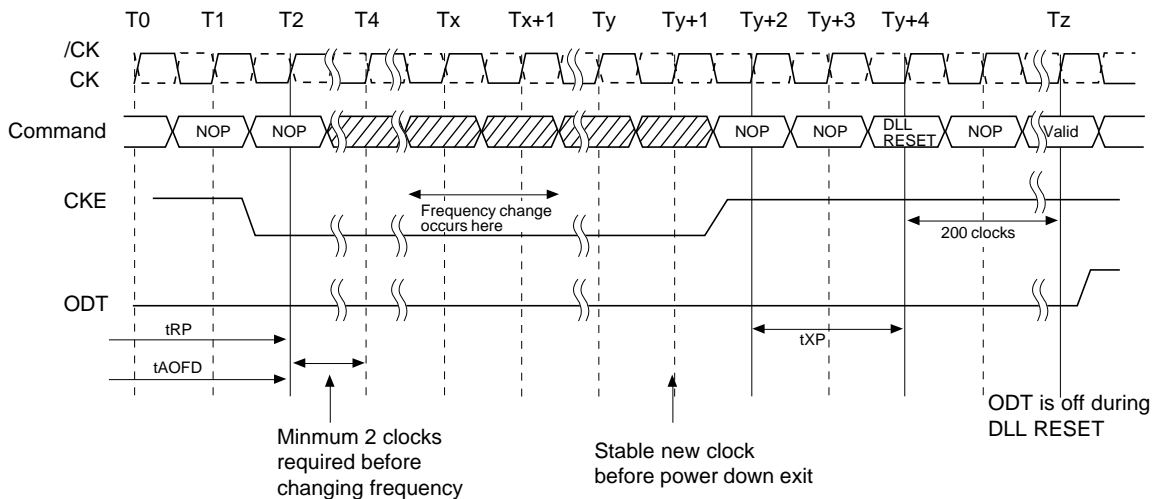 T0 T1 T2 T4 Tx Tx+1 Ty Ty+1 Ty+2 Ty+3 Ty+4 Tz
/CK
CK
Command NOP NOP NOP NOP DLL RESET NOP Valid
CKE
Frequency change
occurs here
200 clocks
ODT
tRP
tXP
tAOFD
Minmum 2 clocks
required before
changing frequency
Stable new clock
before power down exit
ODT is off during
DLL RESET